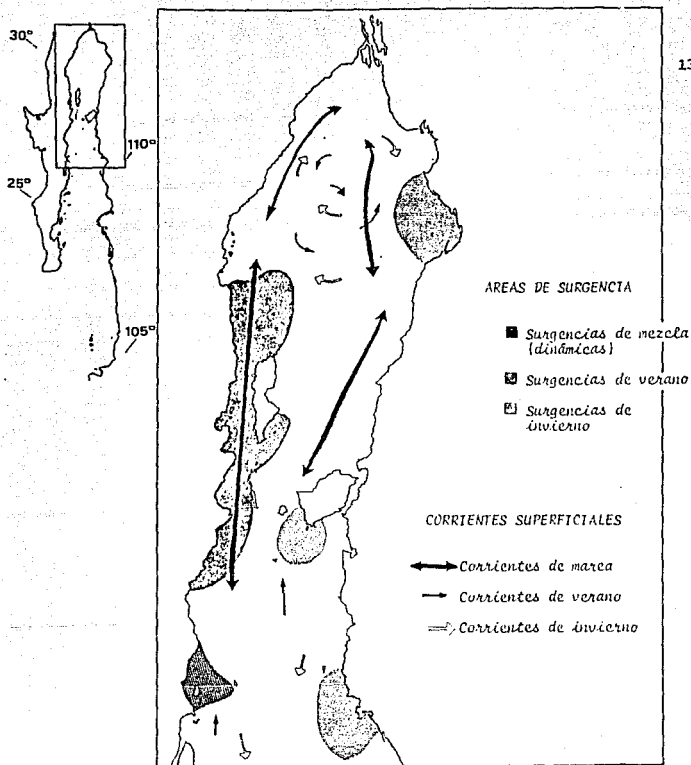 30°
110°
25°
105°
13
AREAS DE SURGENCIA
Surgencias de mezcla
(dinámicas)
Surgencias de verano
Surgencias de
invierno
CORRIENTES SUPERFICIALES
Corrientes de marea
Corrientes de verano
Corrientes de invierno